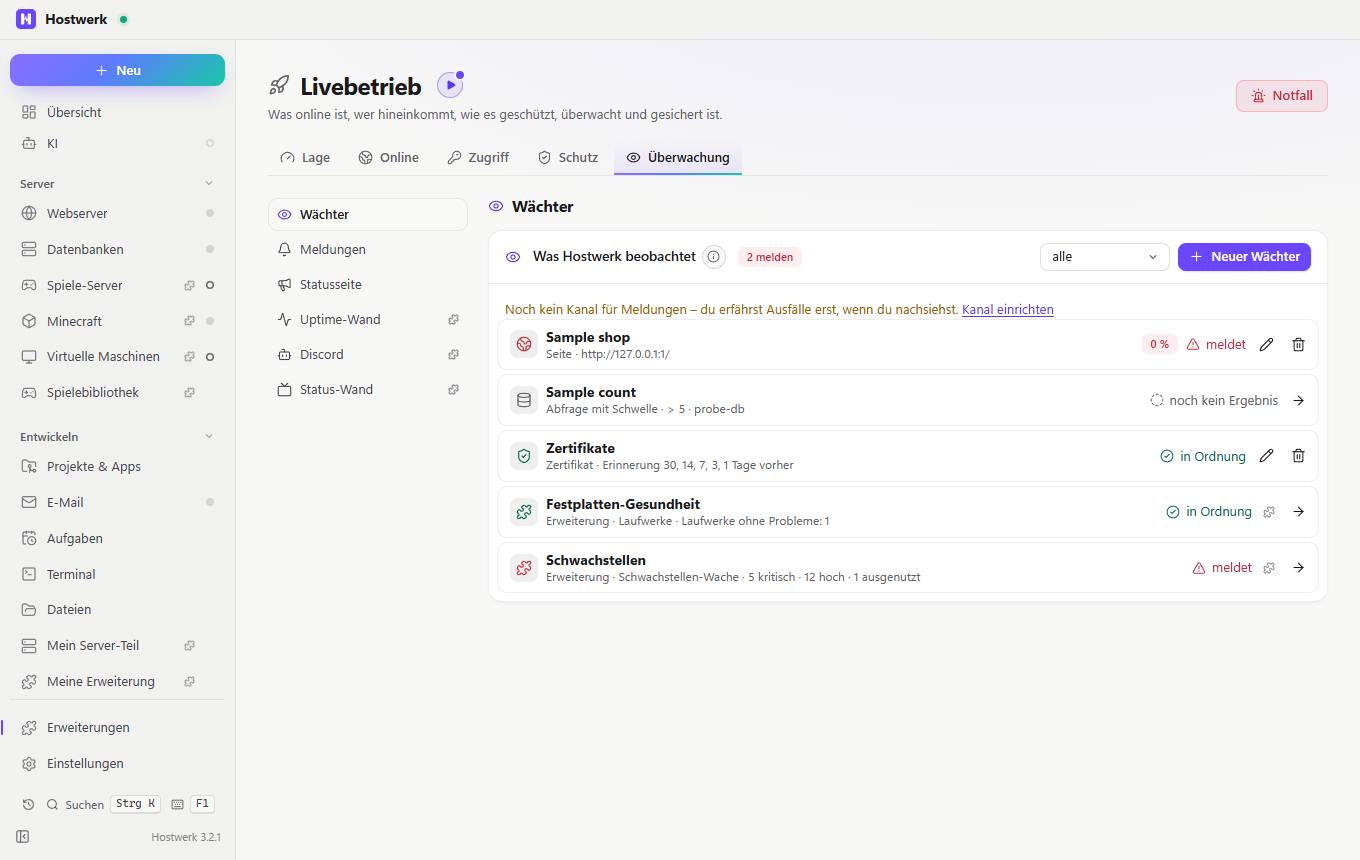 Hostwerk
Neu
Übersicht
KI
Server
Webserver
Datenbanken
Spiele-Server
Minecraft
Virtuelle Maschinen
Spielebibliothek
Entwickeln
Projekte & Apps
E-Mail
Aufgaben
Terminal
Dateien
Mein Server-Teil
Meine Erweiterung
Erweiterungen
Einstellungen
Suchen Strg K F1
Hostwerk 3.2.1
Livebetrieb
Was online ist, wer hineinkommt, wie es geschützt, überwacht und gesichert ist.
Notfall
Lage Online Zugriff Schutz Überwachung
Wächter
Meldungen
Statusseite
Uptime-Wand
Discord
Status-Wand
Wächter
Was Hostwerk beobachtet 2 melden alle Neuer Wächter
Noch kein Kanal für Meldungen – du erfährst Ausfälle erst, wenn du nachsiehst. Kanal einrichten
Sample shop
Seite · http://127.0.0.1:1/
0 % meldet
Sample count
Abfrage mit Schwelle · > 5 · probe-db
noch kein Ergebnis
Zertifikate
Zertifikat · Erinnerung 30, 14, 7, 3, 1 Tage vorher
in Ordnung
Festplatten-Gesundheit
Erweiterung · Laufwerke · Laufwerke ohne Probleme: 1
in Ordnung
Schwachstellen
Erweiterung · Schwachstellen-Wache · 5 kritisch · 12 hoch · 1 ausgenutzt
meldet